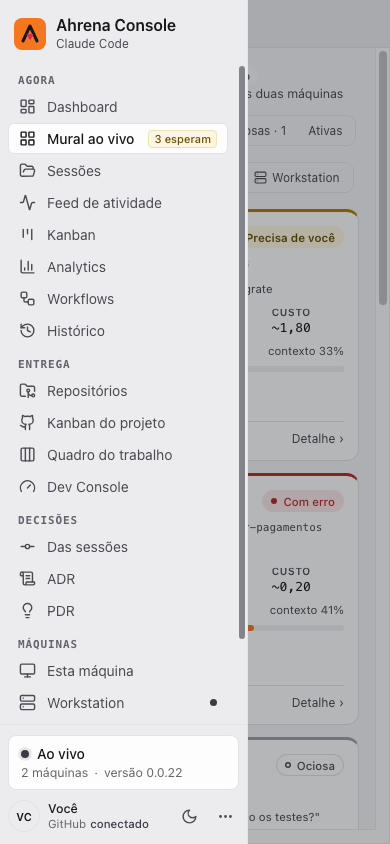 Ahrena Console
Claude Code
AGORA
Dashboard
Mural ao vivo
3 esperam
Sessões
Feed de atividade
Kanban
Analytics
Workflows
Histórico
ENTREGA
Repositórios
Kanban do projeto
Quadro do trabalho
Dev Console
DECISÕES
Das sessões
ADR
PDR
MÁQUINAS
Esta máquina
Workstation
Ao vivo
2 máquinas · versão 0.0.22
VC
Você
GitHub conectado
s duas máquinas
osas · 1
Ativas
Workstation
Precisa de você
grate
CUSTO
~1,80
contexto 33%
Detalhe ›
Com erro
-pagamentos
CUSTO
~0,20
contexto 41%
Detalhe ›
Ociosa
o os testes?"